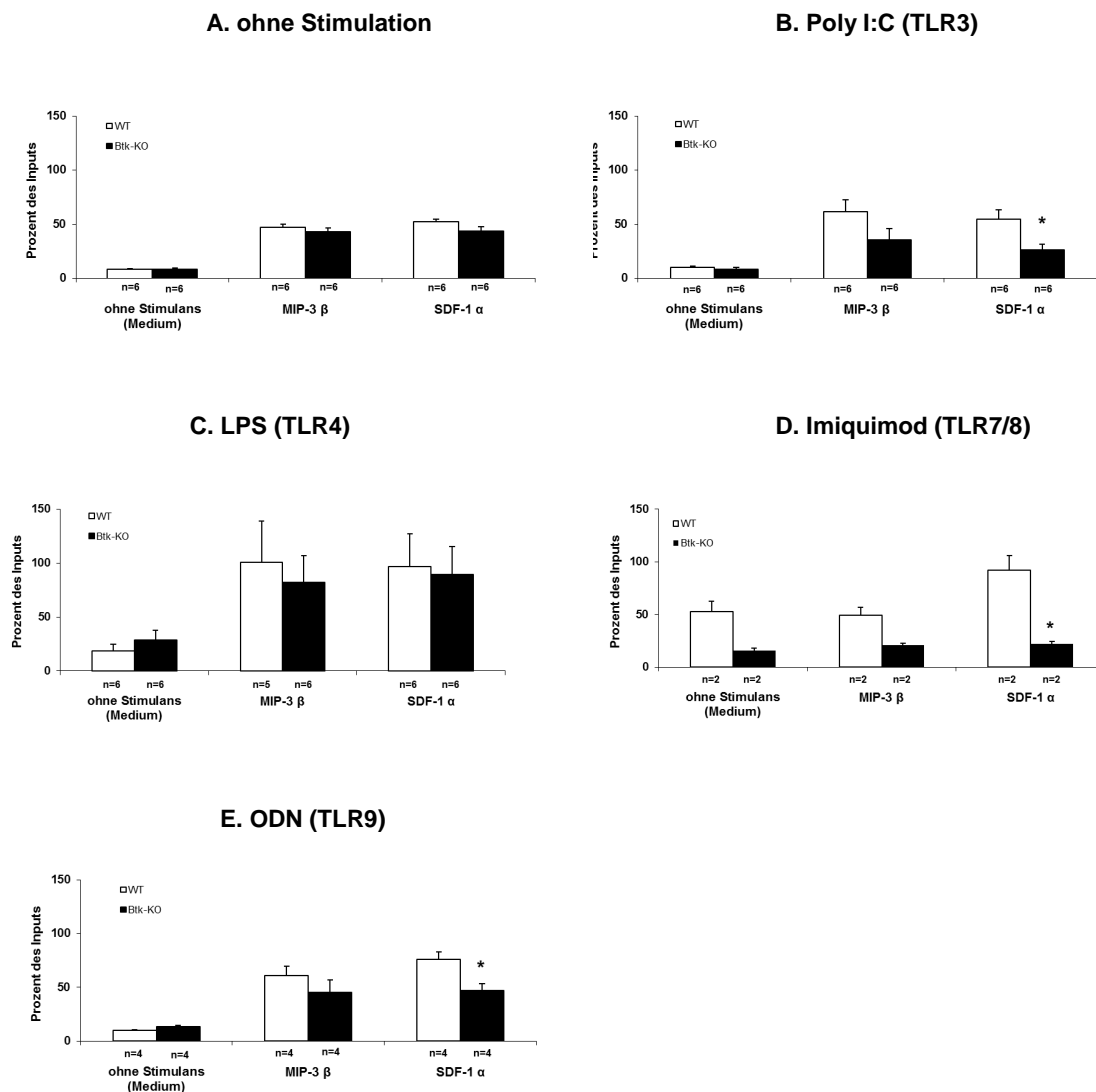 A. ohne Stimulation
Prozent des Inputs
150
100
50
0
WT
Btk-KO
n=6 n=6 n=6 n=6 n=6 n=6
ohne Stimulans MIP-3 β SDF-1 α
(Medium)
B. Poly I:C (TLR3)
Prozent des Inputs
150
100
50
0
WT
Btk-KO
*
n=6 n=6 n=6 n=6 n=6 n=6
ohne Stimulans MIP-3 β SDF-1 α
(Medium)
C. LPS (TLR4)
Prozent des Inputs
150
100
50
0
WT
Btk-KO
n=6 n=6 n=5 n=6 n=6 n=6
ohne Stimulans MIP-3 β SDF-1 α
(Medium)
D. Imiquimod (TLR7/8)
Prozent des Inputs
150
100
50
0
WT
Btk-KO
*
n=2 n=2 n=2 n=2 n=2 n=2
ohne Stimulans MIP-3 β SDF-1 α
(Medium)
E. ODN (TLR9)
Prozent des Inputs
150
100
50
0
WT
Btk-KO
*
n=4 n=4 n=4 n=4 n=4 n=4
ohne Stimulans MIP-3 β SDF-1 α
(Medium)